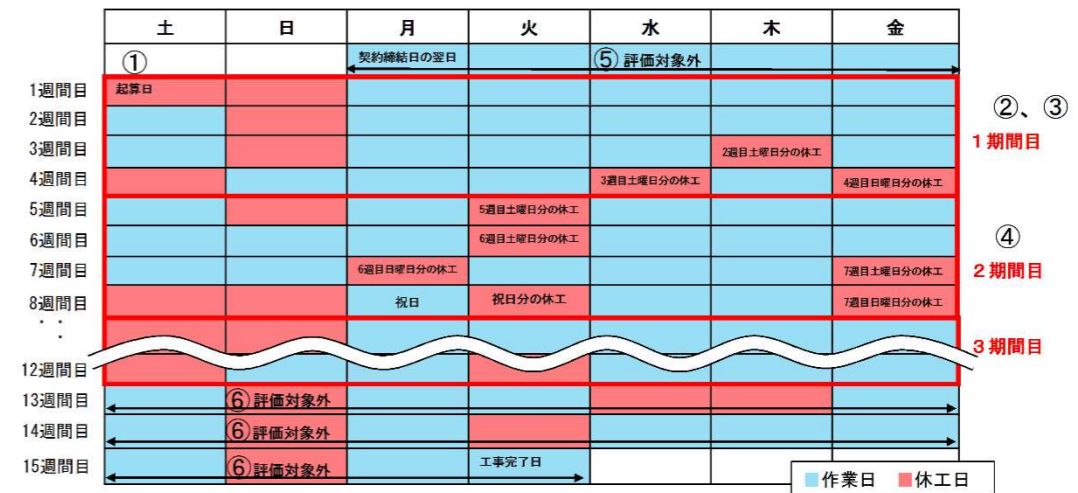 土 日 月 火 水 木 金
① 契約締結日の翌日 ⑤評価対象外
1週間目 起算日
②、③
2週間目
3週間目 2週目土曜日分の休工 1期間目
4週間目 3週目土曜日分の休工 4週目日曜日分の休工
5週間目 5週目土曜日分の休工
6週間目 6週目土曜日分の休工 ④
7週間目 6週目日曜日分の休工 7週目土曜日分の休工 2期間目
8週間目 祝日 祝日分の休工 7週目日曜日分の休工
・・
・
3期間目
12週間目
13週間目 ⑥評価対象外
14週間目 ⑥評価対象外
15週間目 ⑥評価対象外 工事完了日
作業日 休工日